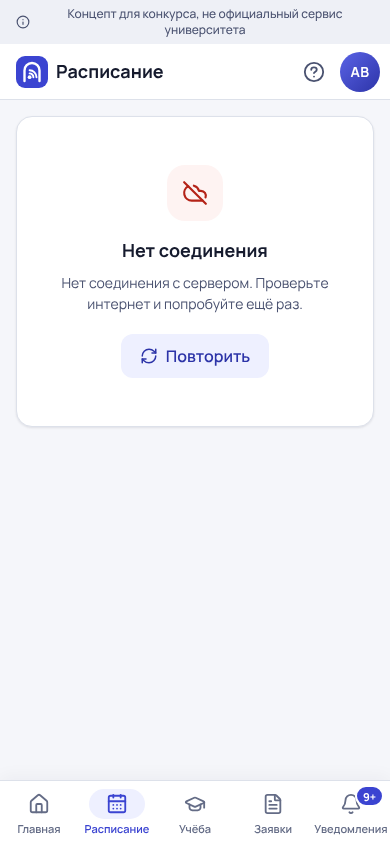 Концепт для конкурса, не официальный сервис
университета
Расписание
АВ
Нет соединения
Нет соединения с сервером. Проверьте
интернет и попробуйте ещё раз.
Повторить
9+
Главная
Расписание
Учёба
Заявки
Уведомления